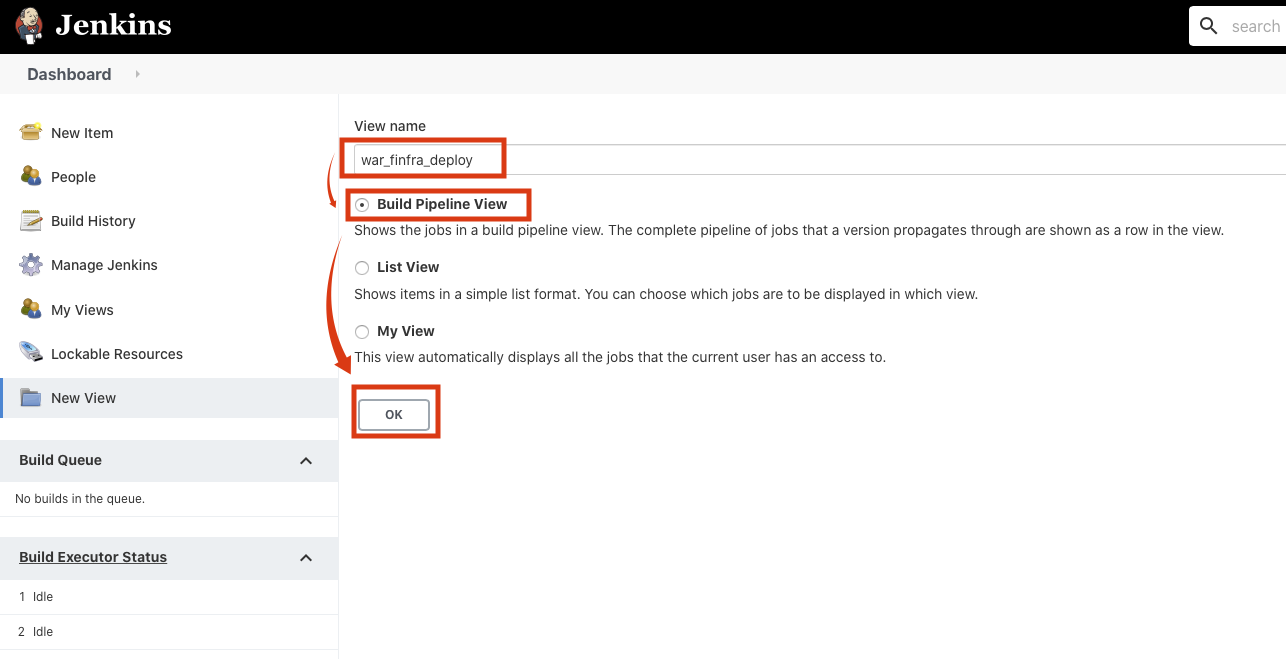 Jenkins
search
Dashboard
New Item
People
Build History
Manage Jenkins
My Views
Lockable Resources
New View
Build Queue
No builds in the queue.
Build Executor Status
1 Idle
2 Idle
View name
war_finfra_deploy
Build Pipeline View
Shows the jobs in a build pipeline view. The complete pipeline of jobs that a version propagates through are shown as a row in the view.
List View
Shows items in a simple list format. You can choose which jobs are to be displayed in which view.
My View
This view automatically displays all the jobs that the current user has an access to.
OK